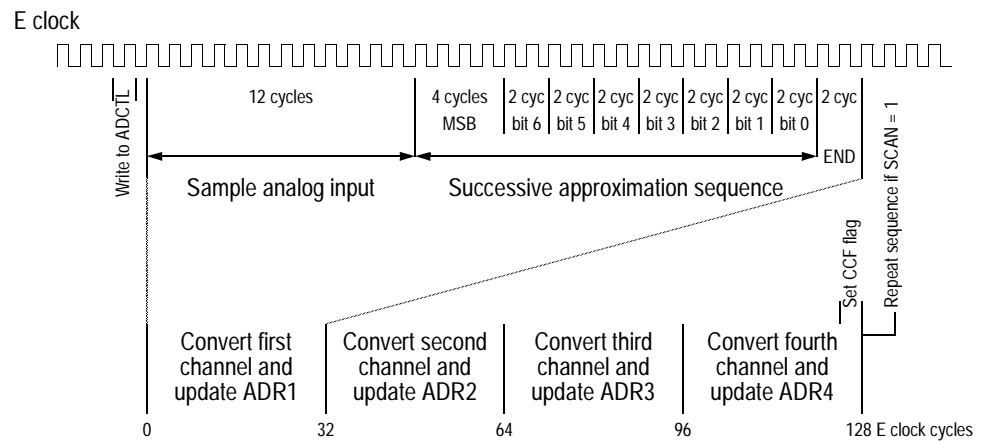 E clock
Write to ADCTL
12 cycles
4 cycles
MSB
2 cyc
bit 6
2 cyc
bit 5
2 cyc
bit 4
2 cyc
bit 3
2 cyc
bit 2
2 cyc
bit 1
2 cyc
bit 0
2 cyc
END
Sample analog input
Successive approximation sequence
Set CCF flag
Repeat sequence if SCAN = 1
Convert first
channel and
update ADR1
Convert second
channel and
update ADR2
Convert third
channel and
update ADR3
Convert fourth
channel and
update ADR4
0
32
64
96
128 E clock cycles